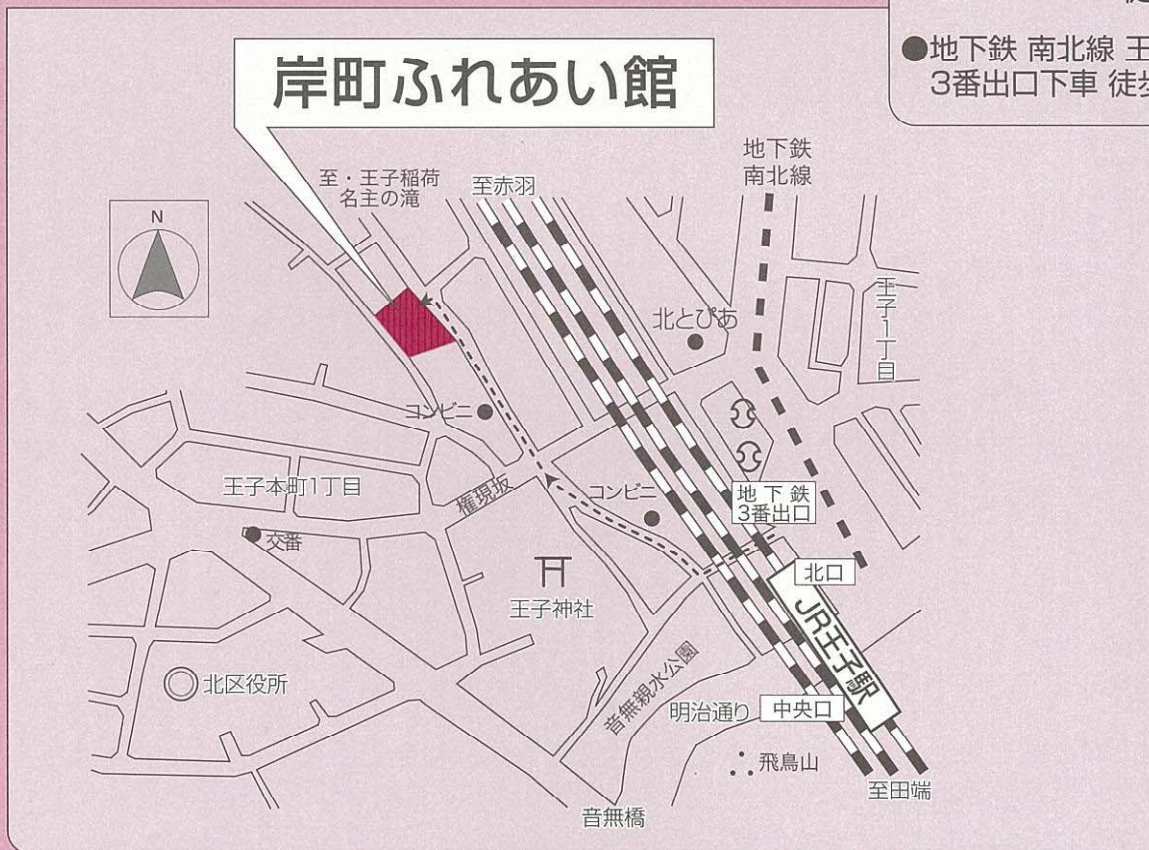 ●地下鉄 南北線 王
3番出口下車 徒歩
岸町ふれあい館
地下鉄
南北線
至・王子稲荷
名主の滝
至赤羽
N
王子1丁目
北とぴあ
コンビニ
王子本町1丁目
権現坂
コンビニ
地下鉄
3番出口
交番
北口
王子神社
JR王子駅
北区役所
音無親水公園
明治通り
中央口
飛鳥山
至田端
音無橋